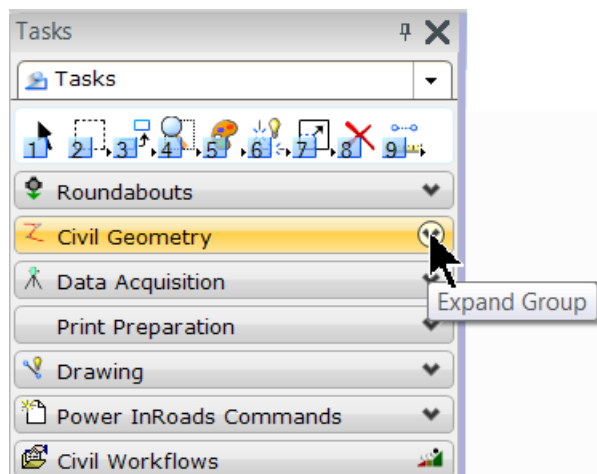 Tasks
Tasks
1 2 3 4 5 6 7 8 9
Roundabouts
Civil Geometry
Data Acquisition
Expand Group
Print Preparation
Drawing
Power InRoads Commands
Civil Workflows